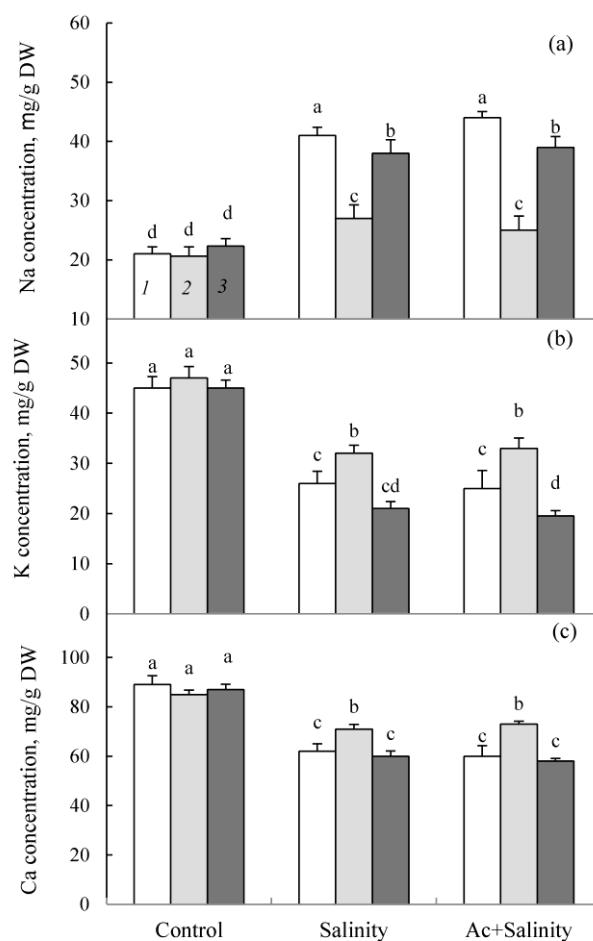 60
(a)
50
a
a
40
b
b
30
c
c
d d d
20
1 2 3
10
Na concentration, mg/g DW
(b)
50
a a a
40
b
b
30
c
c
cd
d
20
10
0
K concentration, mg/g DW
(c)
100
a a a
80
b
b
c c
c c
60
40
20
0
Ca concentration, mg/g DW
Control Salinity Ac+Salinity